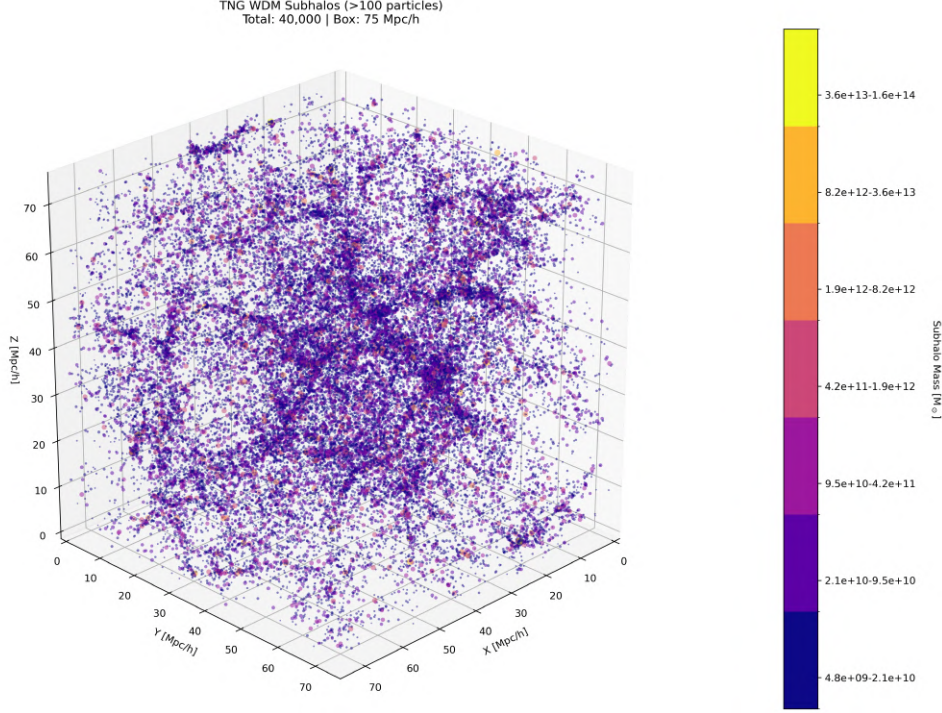 TNG WDM Subhalos (>100 particles)
Total: 40,000 | Box: 75 Mpc/h
70
60
50
40
30
20
10
0
Z [Mpc/h]
0
10
20
30
40
50
60
70
Y [Mpc/h]
70
60
50
40
30
20
10
0
X [Mpc/h]
3.6e+13-1.6e+14
8.2e+12-3.6e+13
1.9e+12-8.2e+12
4.2e+11-1.9e+12
9.5e+10-4.2e+11
2.1e+10-9.5e+10
4.8e+09-2.1e+10
Subhalo Mass [M☉]